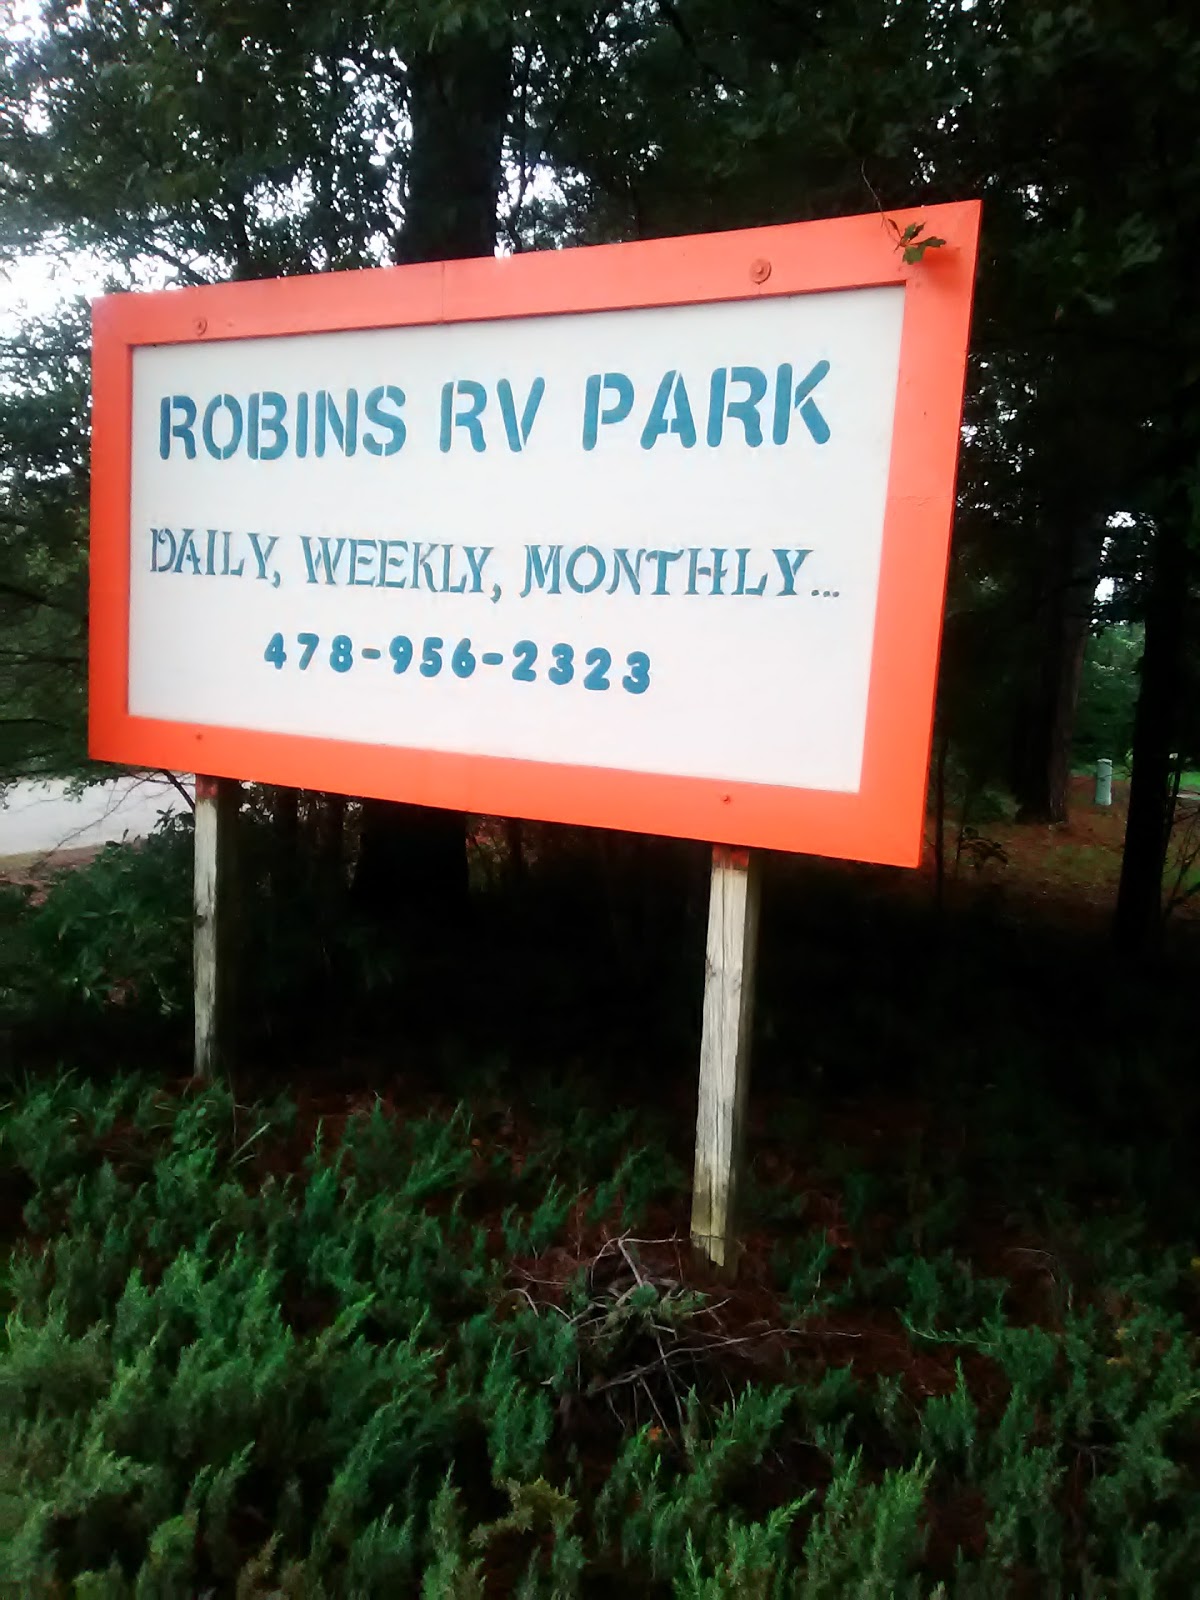 ROBINS RV PARK
DAILY, WEEKLY, MONTHLY...
478-956-2323